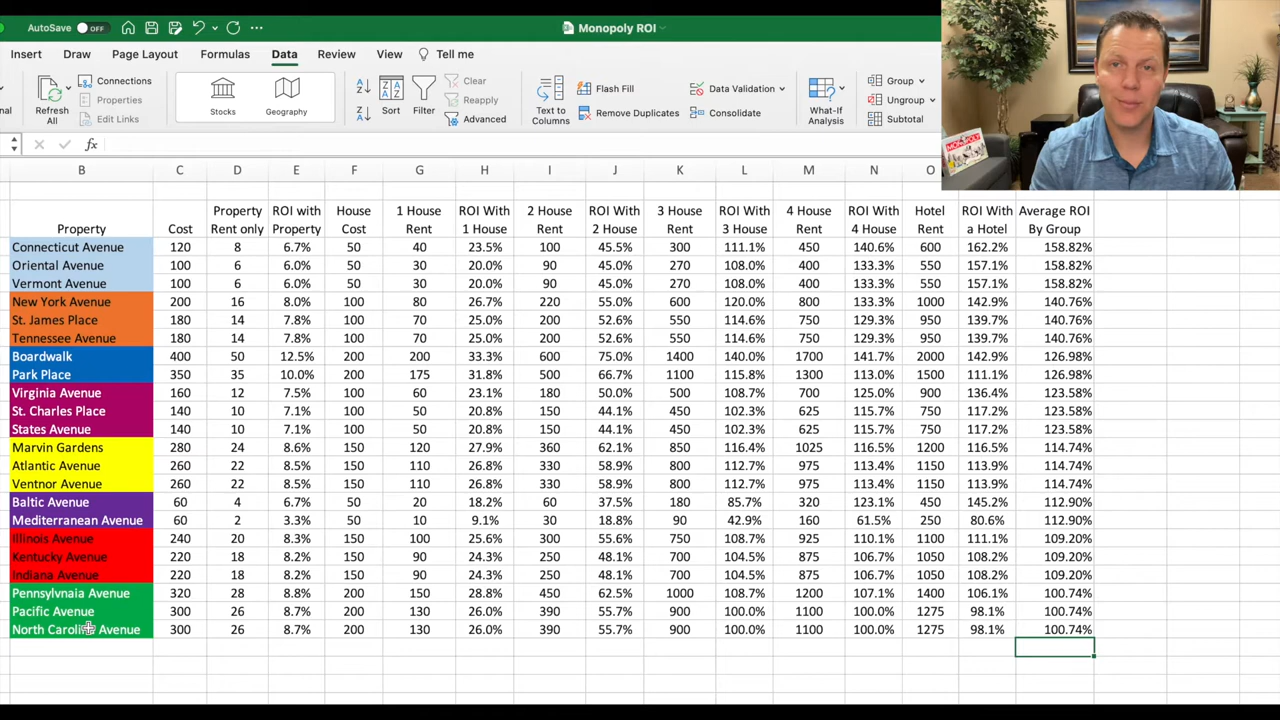 AutoSave OFF Monopoly ROI
Insert Draw Page Layout Formulas Data Review View Tell me
Refresh All Connections Properties Edit Links Stocks Geography Sort Filter Clear Reapply Advanced Text to Columns Flash Fill Remove Duplicates Data Validation Consolidate What-If Analysis Group Ungroup Subtotal
fx
B C D E F G H I J K L M N O
Property Cost Property Rent only ROI with Property House Cost 1 House Rent ROI With 1 House 2 House Rent ROI With 2 House 3 House Rent ROI With 3 House 4 House Rent ROI With 4 House Hotel Rent ROI With a Hotel Average ROI By Group
Connecticut Avenue 120 8 6.7% 50 40 23.5% 100 45.5% 300 111.1% 450 140.6% 600 162.2% 158.82%
Oriental Avenue 100 6 6.0% 50 30 20.0% 90 45.0% 270 108.0% 400 133.3% 550 157.1% 158.82%
Vermont Avenue 100 6 6.0% 50 30 20.0% 90 45.0% 270 108.0% 400 133.3% 550 157.1% 158.82%
New York Avenue 200 16 8.0% 100 80 26.7% 220 55.0% 600 120.0% 800 133.3% 1000 142.9% 140.76%
St. James Place 180 14 7.8% 100 70 25.0% 200 52.6% 550 114.6% 750 129.3% 950 139.7% 140.76%
Tennessee Avenue 180 14 7.8% 100 70 25.0% 200 52.6% 550 114.6% 750 129.3% 950 139.7% 140.76%
Boardwalk 400 50 12.5% 200 200 33.3% 600 75.0% 1400 140.0% 1700 141.7% 2000 142.9% 126.98%
Park Place 350 35 10.0% 200 175 31.8% 500 66.7% 1100 115.8% 1300 113.0% 1500 111.1% 126.98%
Virginia Avenue 160 12 7.5% 100 60 23.1% 180 50.0% 500 108.7% 700 125.0% 900 136.4% 123.58%
St. Charles Place 140 10 7.1% 100 50 20.8% 150 44.1% 450 102.3% 625 115.7% 750 117.2% 123.58%
States Avenue 140 10 7.1% 100 50 20.8% 150 44.1% 450 102.3% 625 115.7% 750 117.2% 123.58%
Marvin Gardens 280 24 8.6% 150 120 27.9% 360 62.1% 850 116.4% 1025 116.5% 1200 116.5% 114.74%
Atlantic Avenue 260 22 8.5% 150 110 26.8% 330 58.9% 800 112.7% 975 113.4% 1150 113.9% 114.74%
Ventnor Avenue 260 22 8.5% 150 110 26.8% 330 58.9% 800 112.7% 975 113.4% 1150 113.9% 114.74%
Baltic Avenue 60 4 6.7% 50 20 18.2% 60 37.5% 180 85.7% 320 123.1% 450 145.2% 112.90%
Mediterranean Avenue 60 2 3.3% 50 10 9.1% 30 18.8% 90 42.9% 160 61.5% 250 80.6% 112.90%
Illinois Avenue 240 20 8.3% 150 100 25.6% 300 55.6% 750 108.7% 925 110.1% 1100 111.1% 109.20%
Kentucky Avenue 220 18 8.2% 150 90 24.3% 250 48.1% 700 104.5% 875 106.7% 1050 108.2% 109.20%
Indiana Avenue 220 18 8.2% 150 90 24.3% 250 48.1% 700 104.5% 875 106.7% 1050 108.2% 109.20%
Pennsylvnaia Avenue 320 28 8.8% 200 150 28.8% 450 62.5% 1000 108.7% 1200 107.1% 1400 106.1% 100.74%
Pacific Avenue 300 26 8.7% 200 130 26.0% 390 55.7% 900 100.0% 1100 100.0% 1275 98.1% 100.74%
North Carolina Avenue 300 26 8.7% 200 130 26.0% 390 55.7% 900 100.0% 1100 100.0% 1275 98.1% 100.74%
MONOPOLY